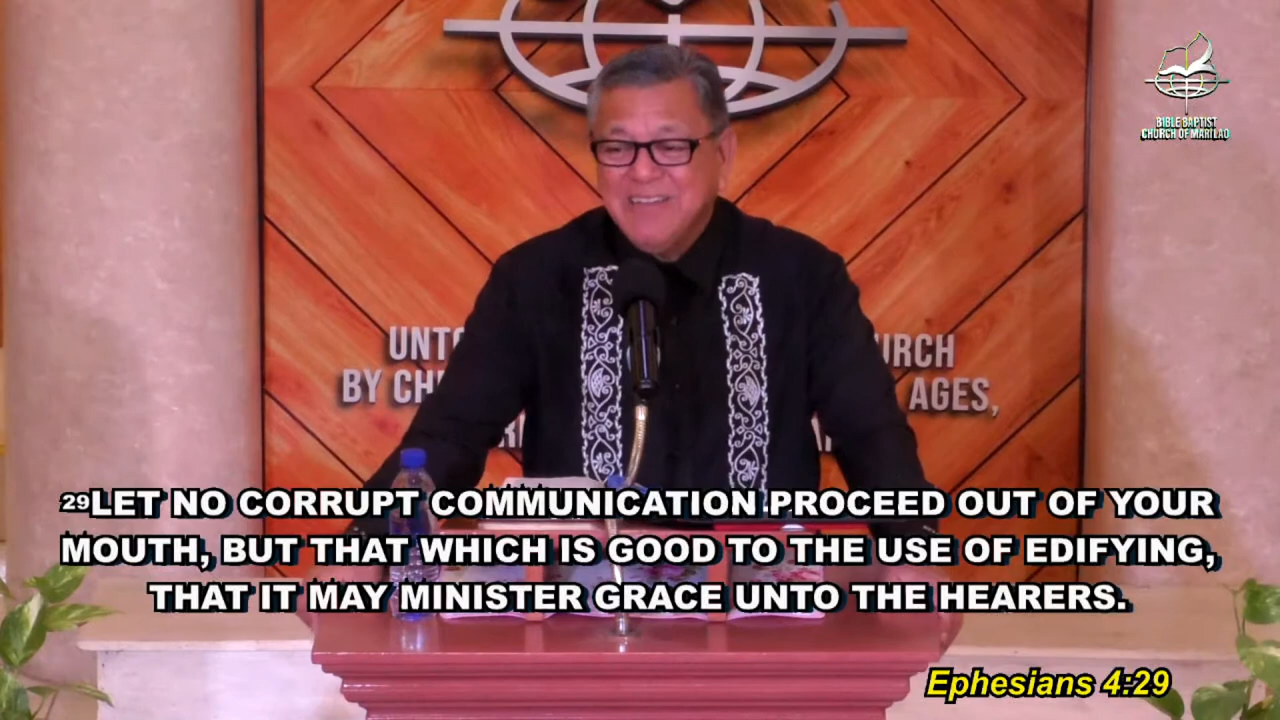 BIBLE BAPTIST
CHURCH OF MARILAO
URCH
BY CH
AGES,
29LET NO CORRUPT COMMUNICATION PROCEED OUT OF YOUR
MOUTH, BUT THAT WHICH IS GOOD TO THE USE OF EDIFYING,
THAT IT MAY MINISTER GRACE UNTO THE HEARERS.
Ephesians 4:29